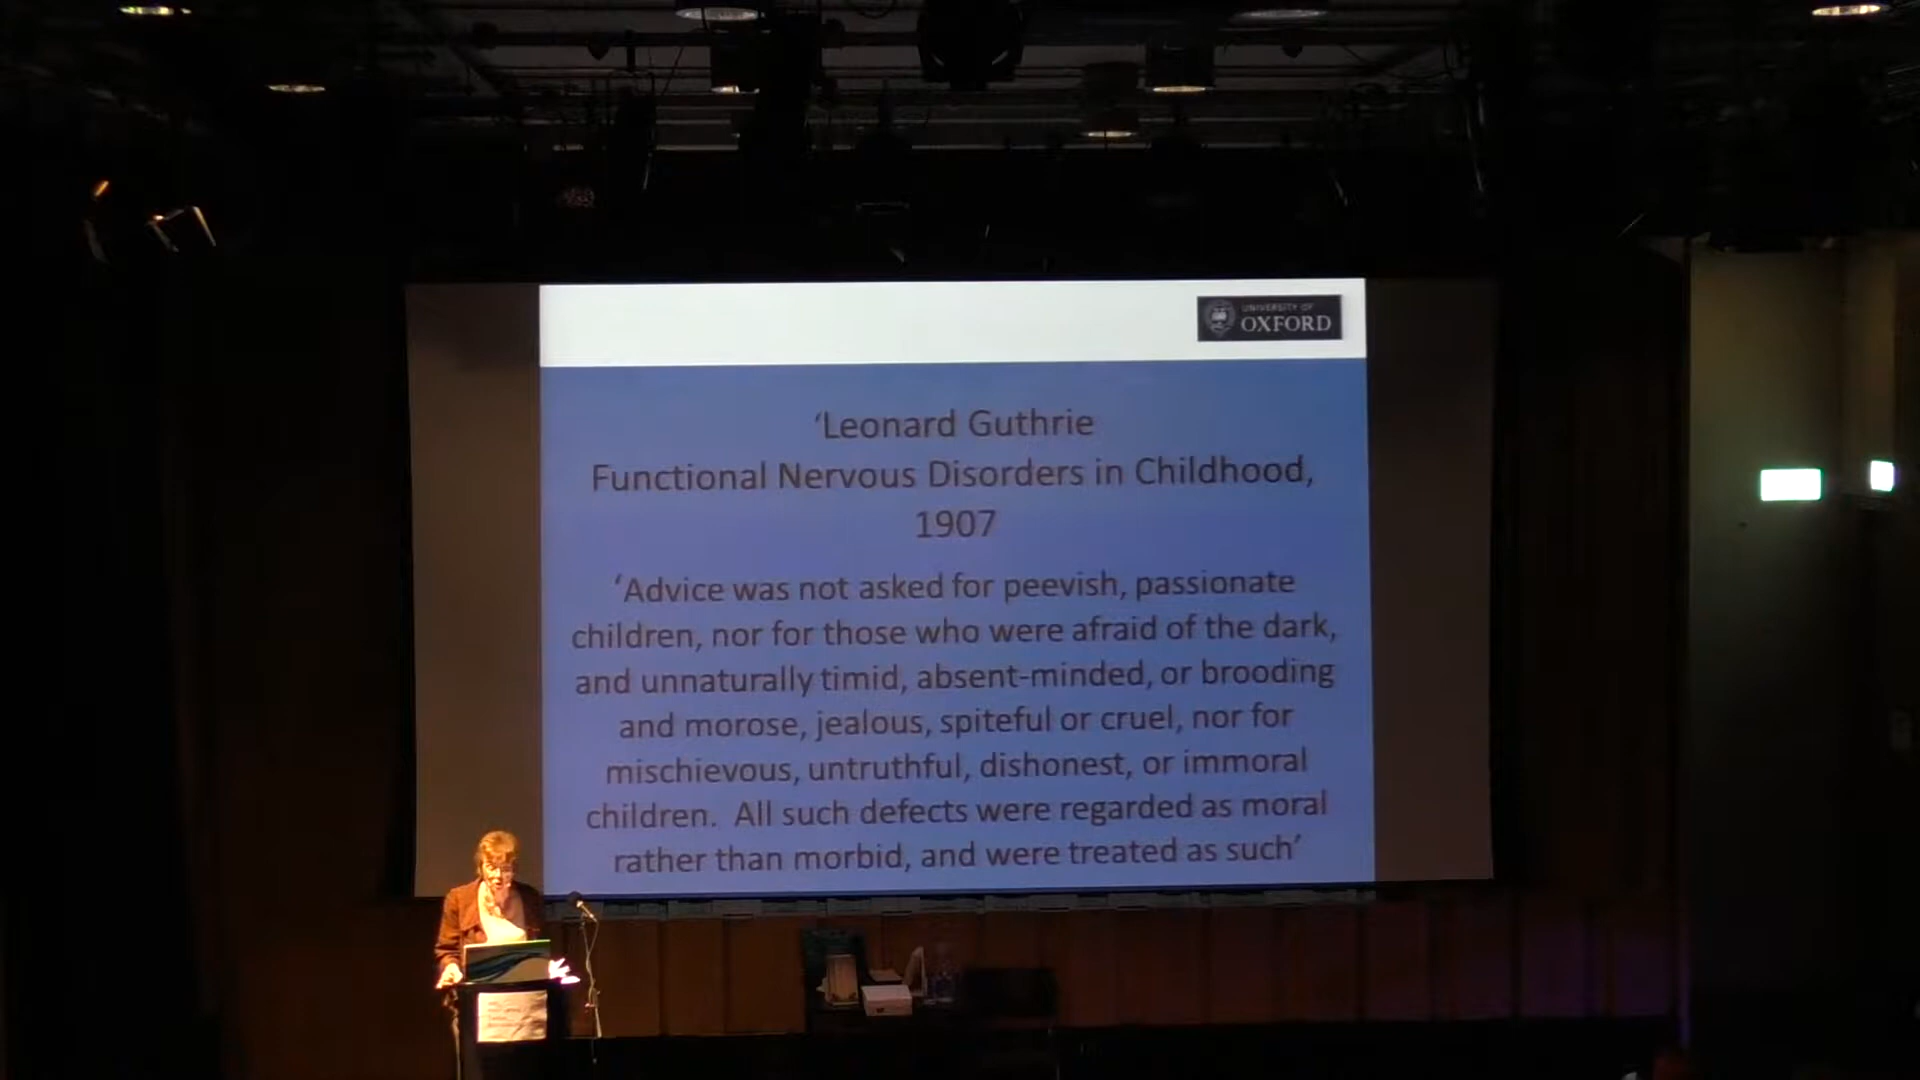 UNIVERSITY OF
OXFORD
‘Leonard Guthrie
Functional Nervous Disorders in Childhood,
1907
‘Advice was not asked for peevish, passionate
children, nor for those who were afraid of the dark,
and unnaturally timid, absent-minded, or brooding
and morose, jealous, spiteful or cruel, nor for
mischievous, untruthful, dishonest, or immoral
children.  All such defects were regarded as moral
rather than morbid, and were treated as such’